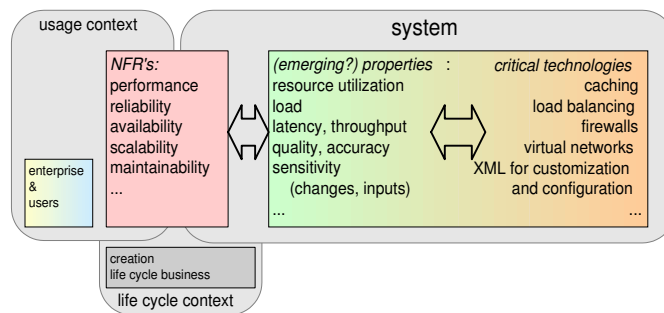 usage context
system
NFR's:
performance
reliability
availability
scalability
maintainability
...
(emerging?) properties :
resource utilization
load
latency, throughput
quality, accuracy
sensitivity
(changes, inputs)
...
critical technologies
caching
load balancing
firewalls
virtual networks
XML for customization
and configuration
...
enterprise
&
users
creation
life cycle business
life cycle context